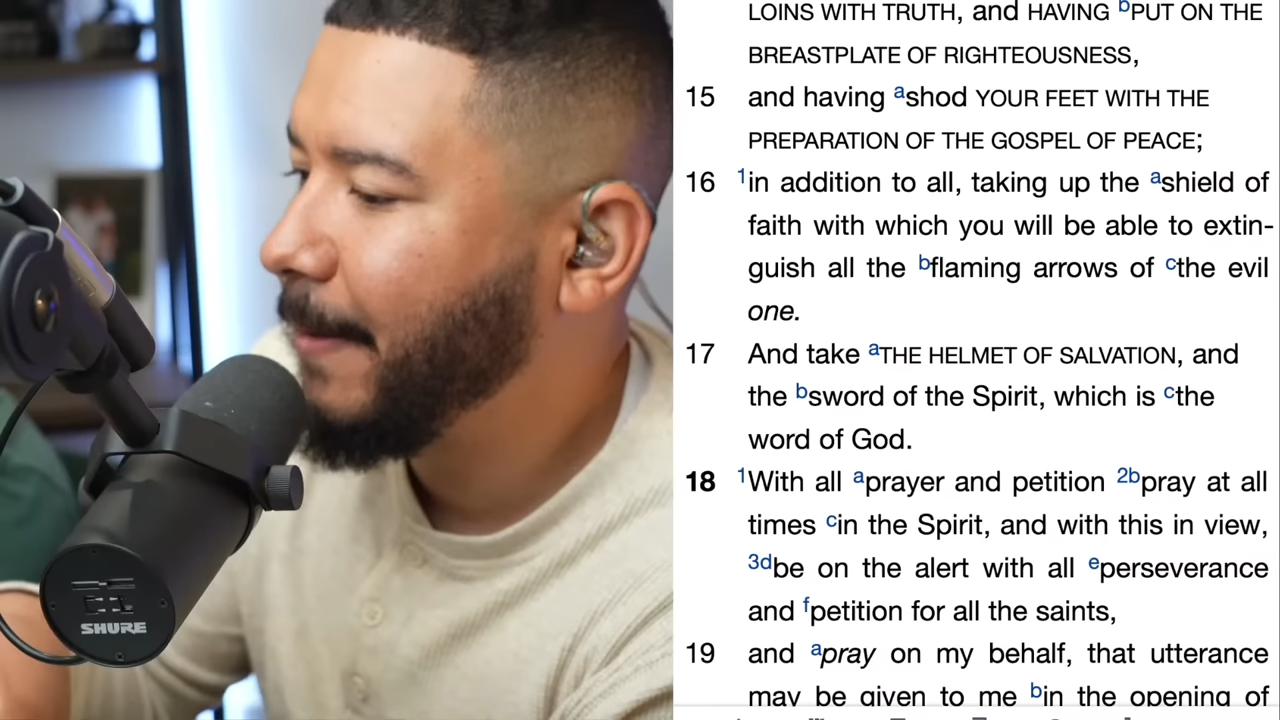 LOINS WITH TRUTH, and HAVING bPUT ON THE
BREASTPLATE OF RIGHTEOUSNESS,
15 and having ashod YOUR FEET WITH THE
PREPARATION OF THE GOSPEL OF PEACE;
16 1in addition to all, taking up the ashield of
faith with which you will be able to extin-
guish all the bflaming arrows of cthe evil
one.
17 And take aTHE HELMET OF SALVATION, and
the bsword of the Spirit, which is cthe
word of God.
18 1With all aprayer and petition 2bpray at all
times cin the Spirit, and with this in view,
3dbe on the alert with all eperseverance
and fpetition for all the saints,
19 and apray on my behalf, that utterance
may be given to me bin the opening of
SHURE